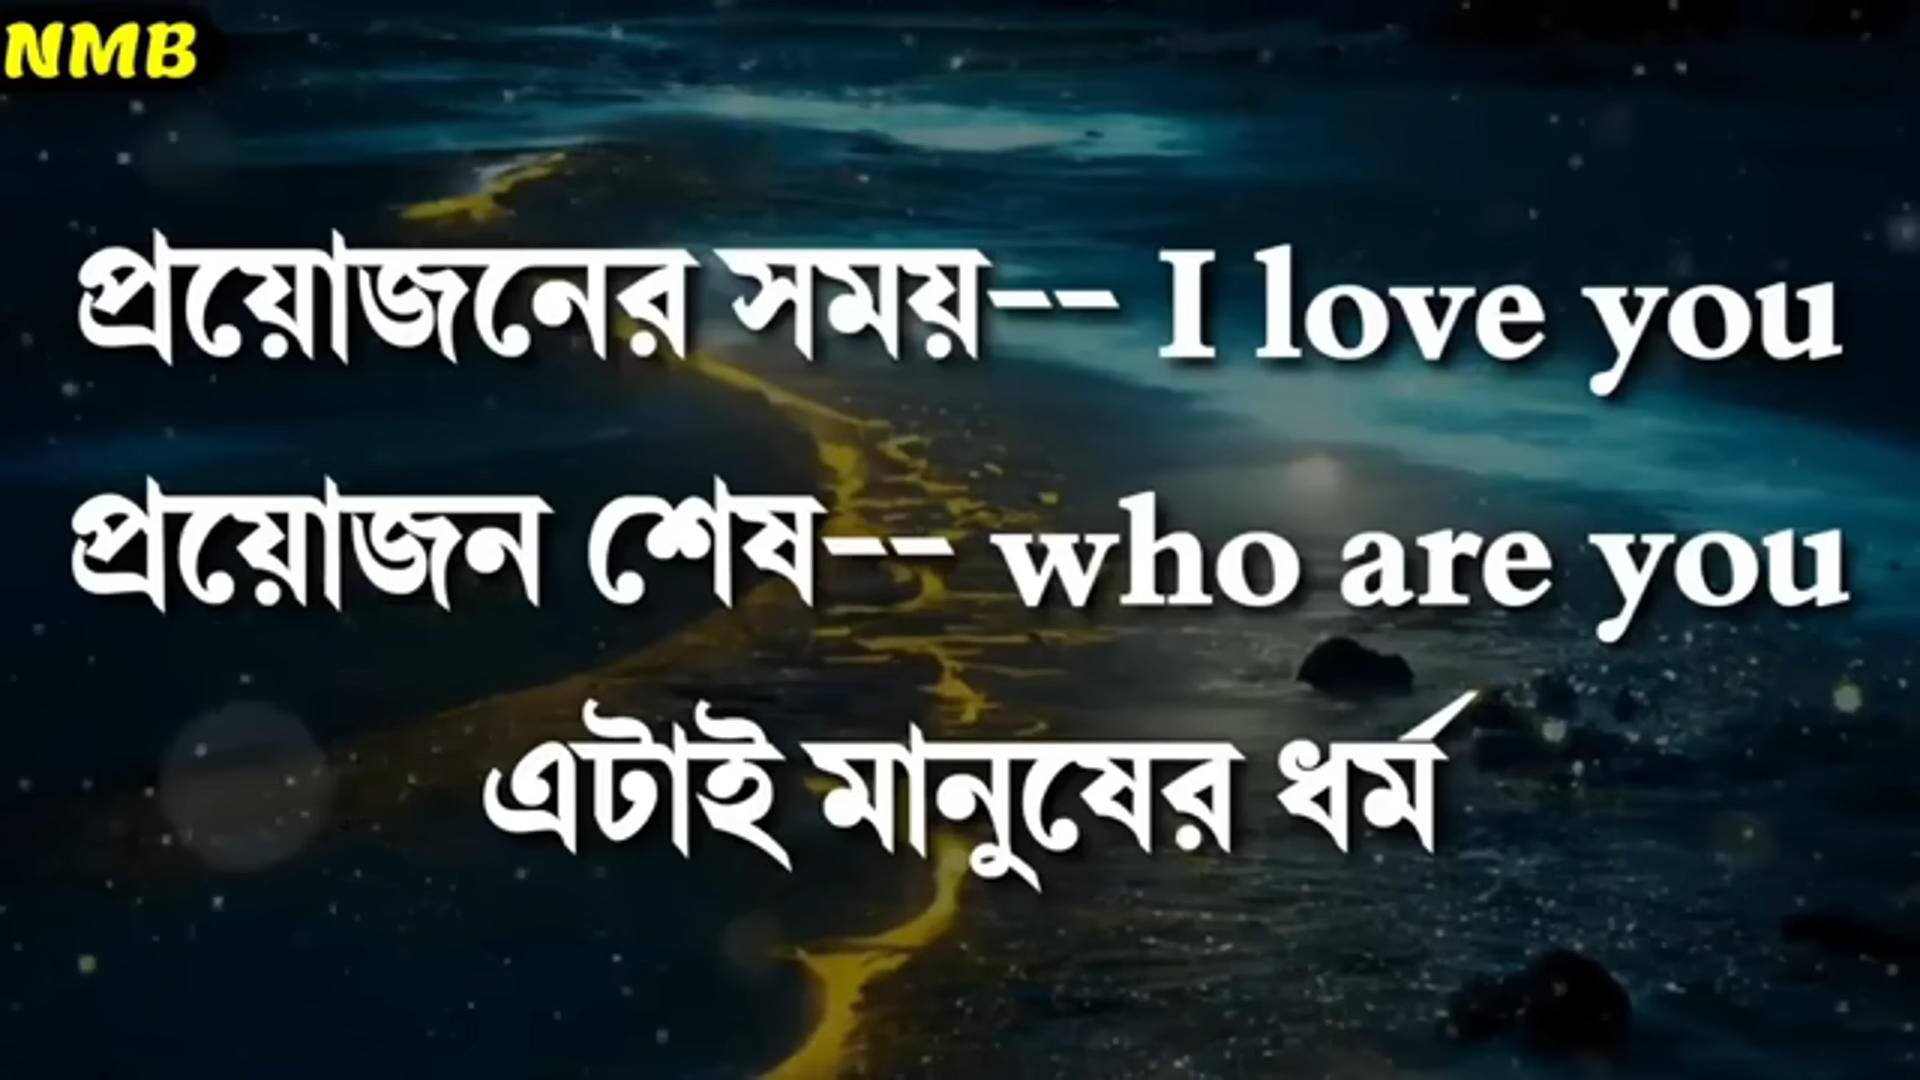 NMB
প্রয়োজনের সময়-- I love you
প্রয়োজন শেষ-- who are you
এটাই মানুষের ধর্ম